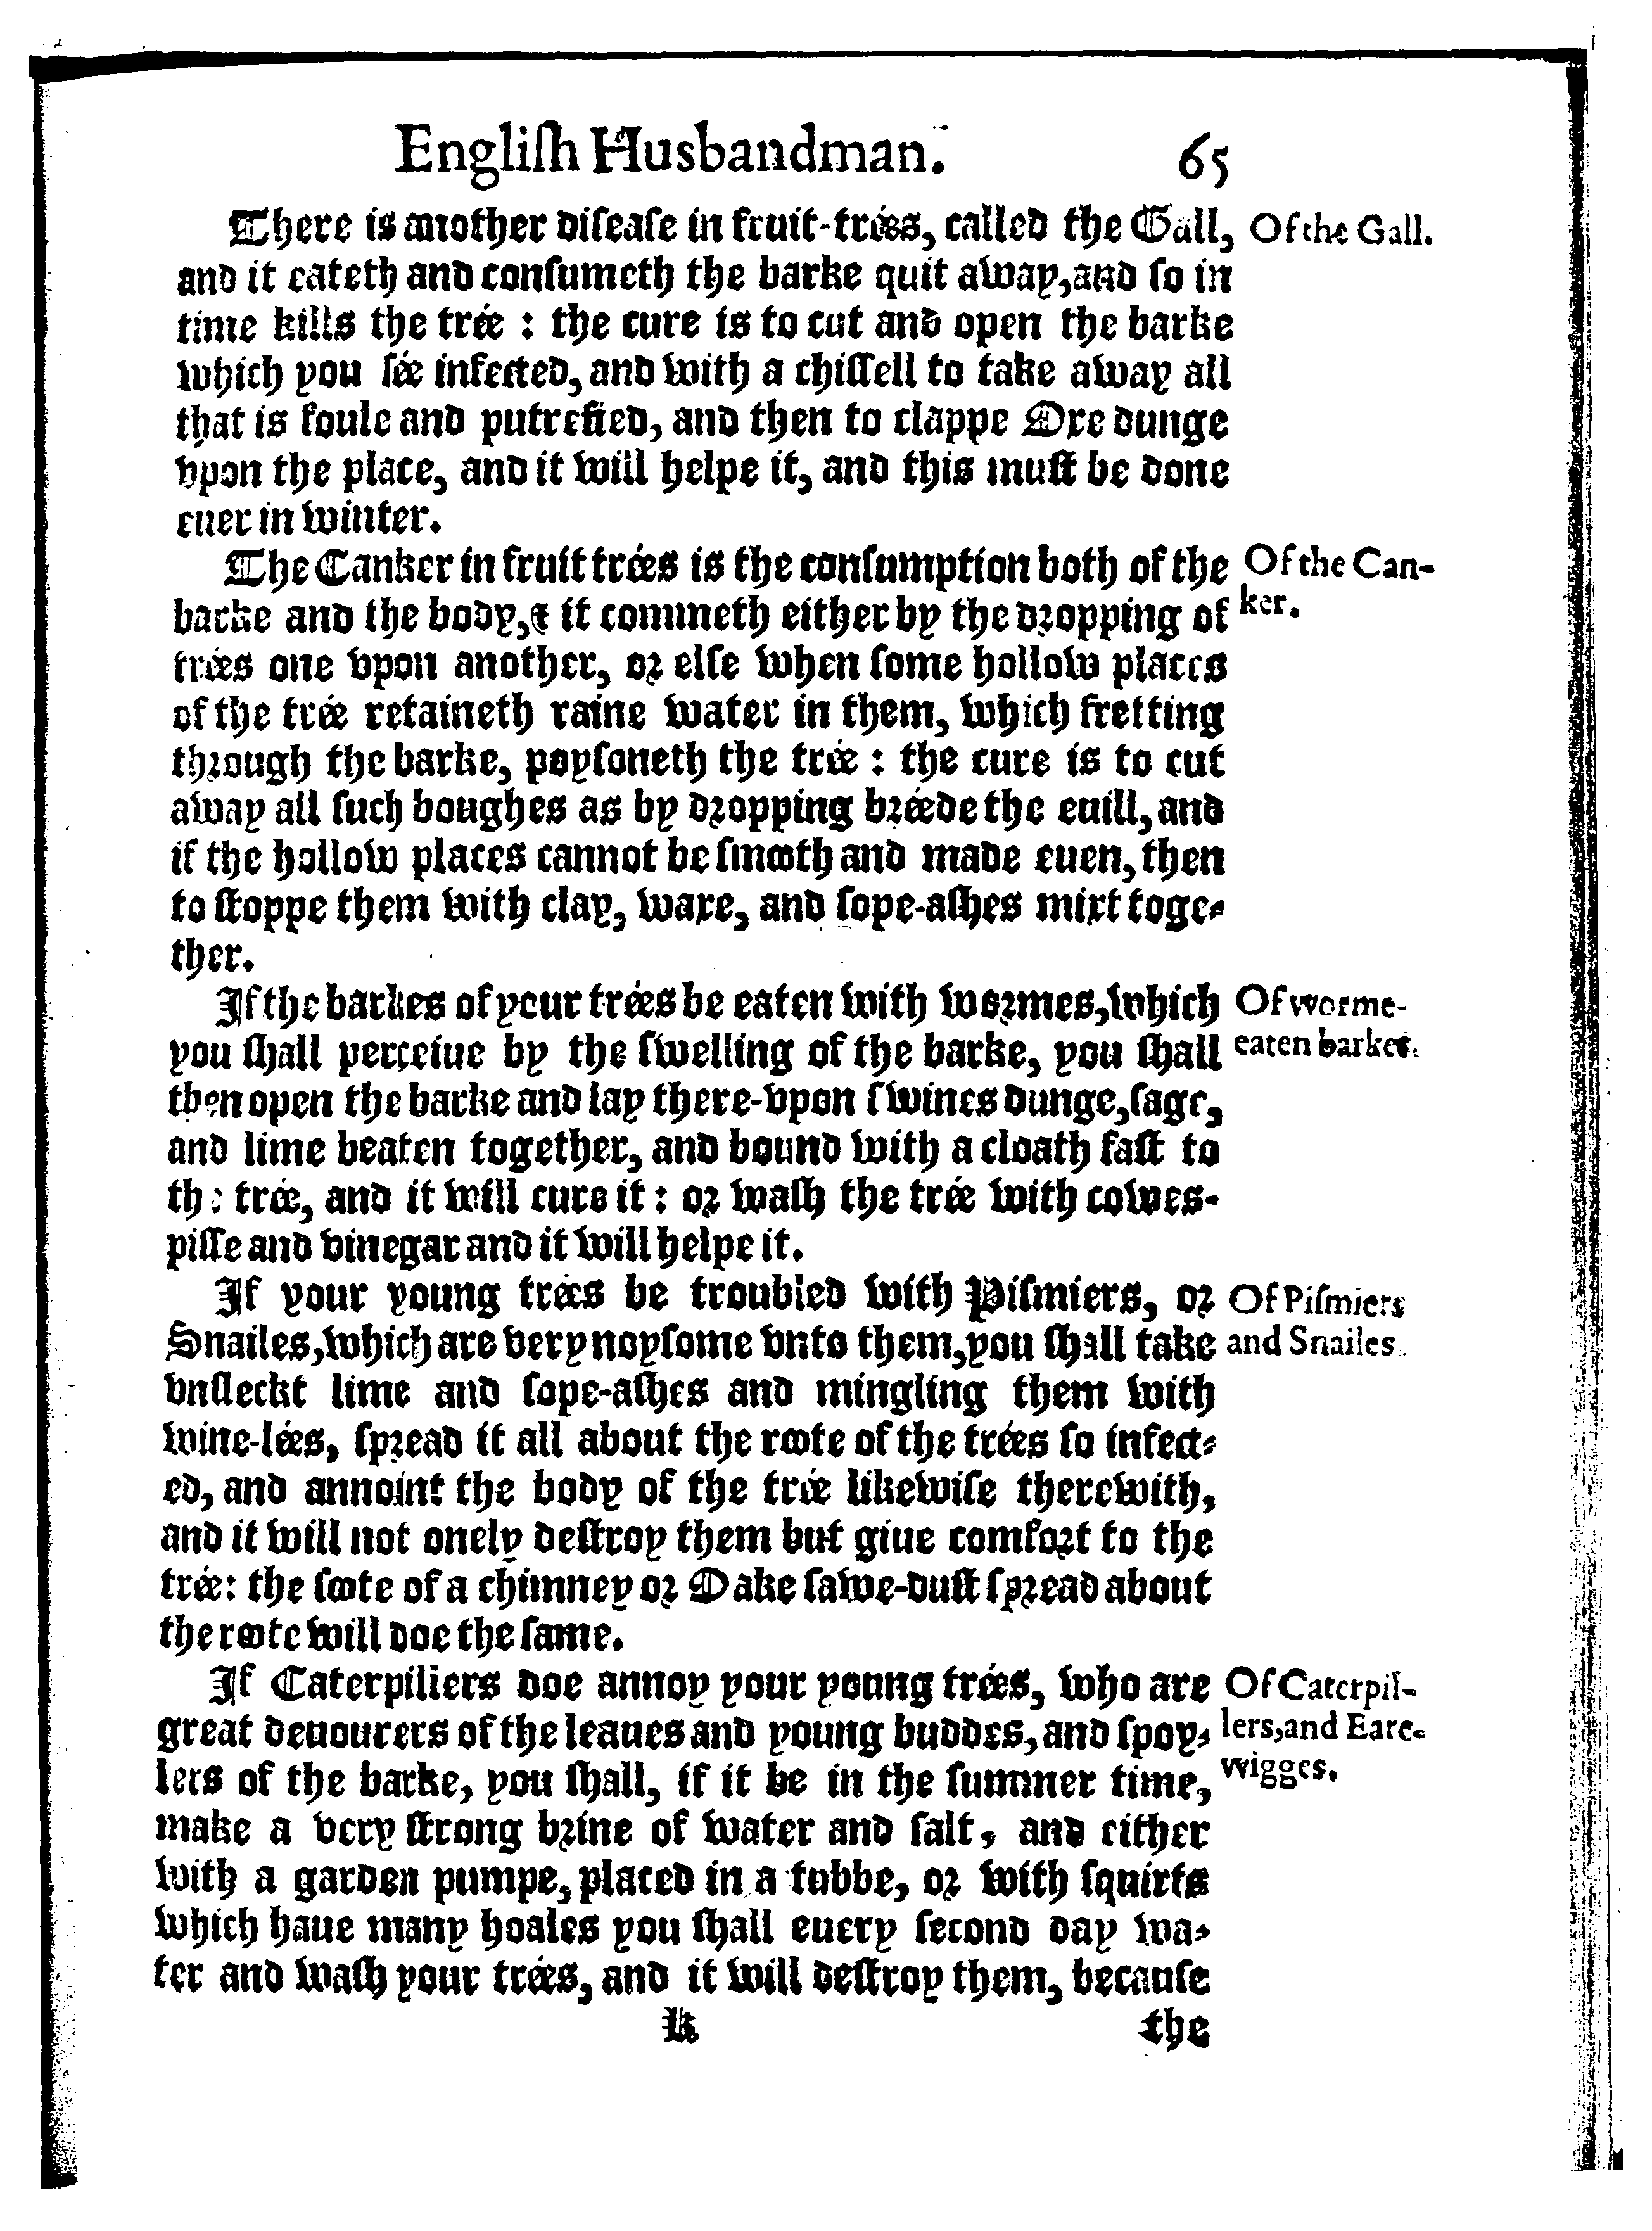 Engliſh Husbandman. 65
There is another diſeaſe in fruit-trées, called the Gall,
Of the Gall.
and it eateth and conſumeth the barke quit away, and ſo in
time kills the trée : the cure is to cut and open the barke
which you ſée infected, and with a chiſſell to take away all
that is foule and putrefied, and then to clappe Oxe dunge
vpon the place, and it will helpe it, and this muſt be done
euer in winter.
The Canker in fruit trées is the conſumption both of the
Of the Can-
ker.
barke and the body, & it commeth either by the dropping of
trées one vpon another, or elſe when ſome hollow places
of the trée retaineth raine water in them, which fretting
through the barke, poyſoneth the trée : the cure is to cut
away all ſuch boughes as by dropping bréede the euill, and
if the hollow places cannot be ſmooth and made euen, then
to ſtoppe them with clay, waxe, and ſope-aſhes mixt toge-
ther.
If the barkes of your trées be eaten with wormes, which
Of worme-
eaten barkes.
you ſhall perceiue by the ſwelling of the barke, you ſhall
then open the barke and lay there-vpon ſwines dunge, ſage,
and lime beaten together, and bound with a cloath faſt to
the trée, and it will cure it : or waſh the trée with cowes-
piſſe and vinegar and it will helpe it.
If your young trées be troubled with Piſmiers, or
Of Piſmiers
and Snailes.
Snailes, which are very noyſome vnto them, you ſhall take
vnſleckt lime and ſope-aſhes and mingling them with
wine-lées, ſpread it all about the roote of the trées ſo infect-
ed, and annoint the body of the trée likewiſe therewith,
and it will not onely deſtroy them but giue comfort to the
trée: the ſoote of a chimney or Oake ſawe-duſt ſpread about
the roote will doe the ſame.
If Caterpillers doe annoy your young trées, who are
Of Caterpil-
lers, and Eare-
wigges.
great deuourers of the leaues and young buddes, and ſpoy-
lers of the barke, you ſhall, if it be in the ſummer time,
make a very ſtrong brine of water and ſalt, and either
with a garden pumpe, placed in a tubbe, or with ſquirts
which haue many hoales you ſhall euery ſecond day wa-
ter and waſh your trées, and it will deſtroy them, becauſe
K the